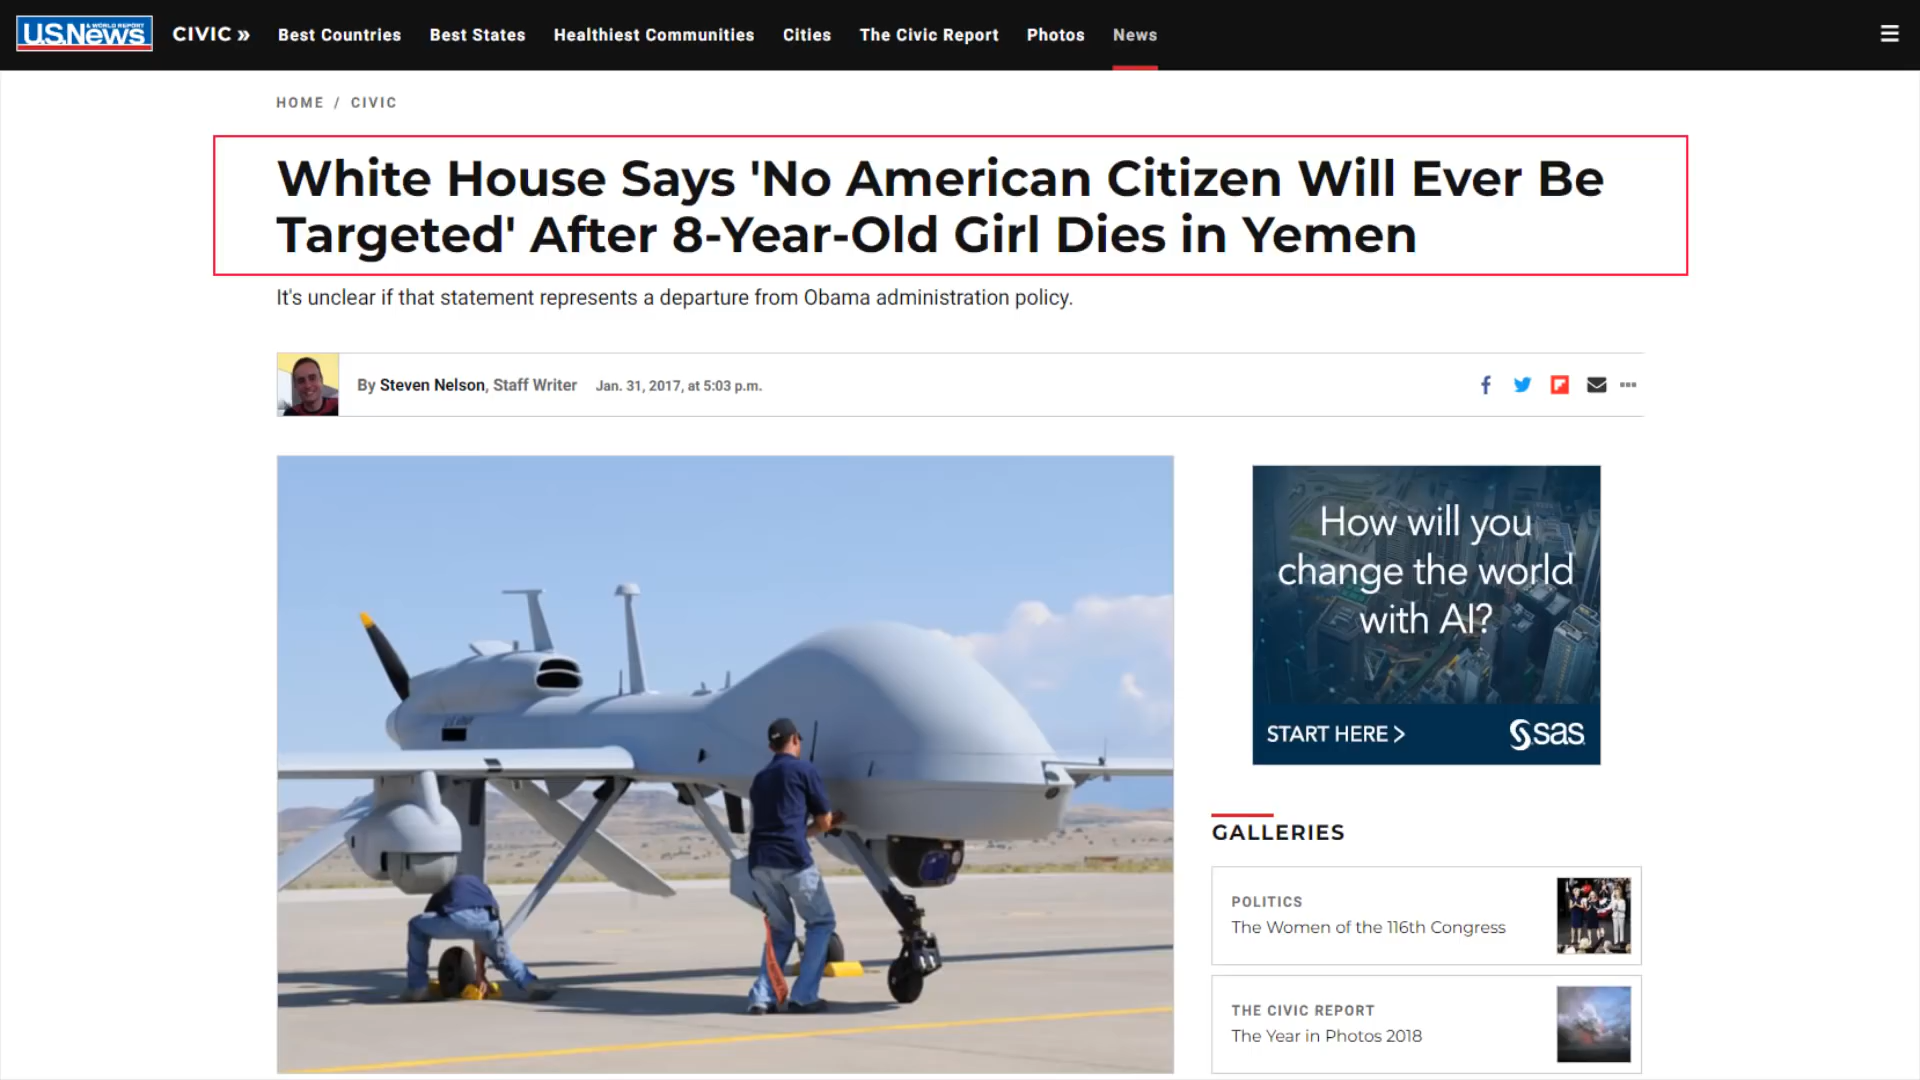 U.S.News
& WORLD REPORT
CIVIC »
Best Countries
Best States
Healthiest Communities
Cities
The Civic Report
Photos
News
HOME / CIVIC
White House Says 'No American Citizen Will Ever Be
Targeted' After 8-Year-Old Girl Dies in Yemen
It's unclear if that statement represents a departure from Obama administration policy.
By Steven Nelson, Staff Writer Jan. 31, 2017, at 5:03 p.m.
How will you
change the world
with AI?
START HERE >
sas
GALLERIES
POLITICS
The Women of the 116th Congress
THE CIVIC REPORT
The Year in Photos 2018